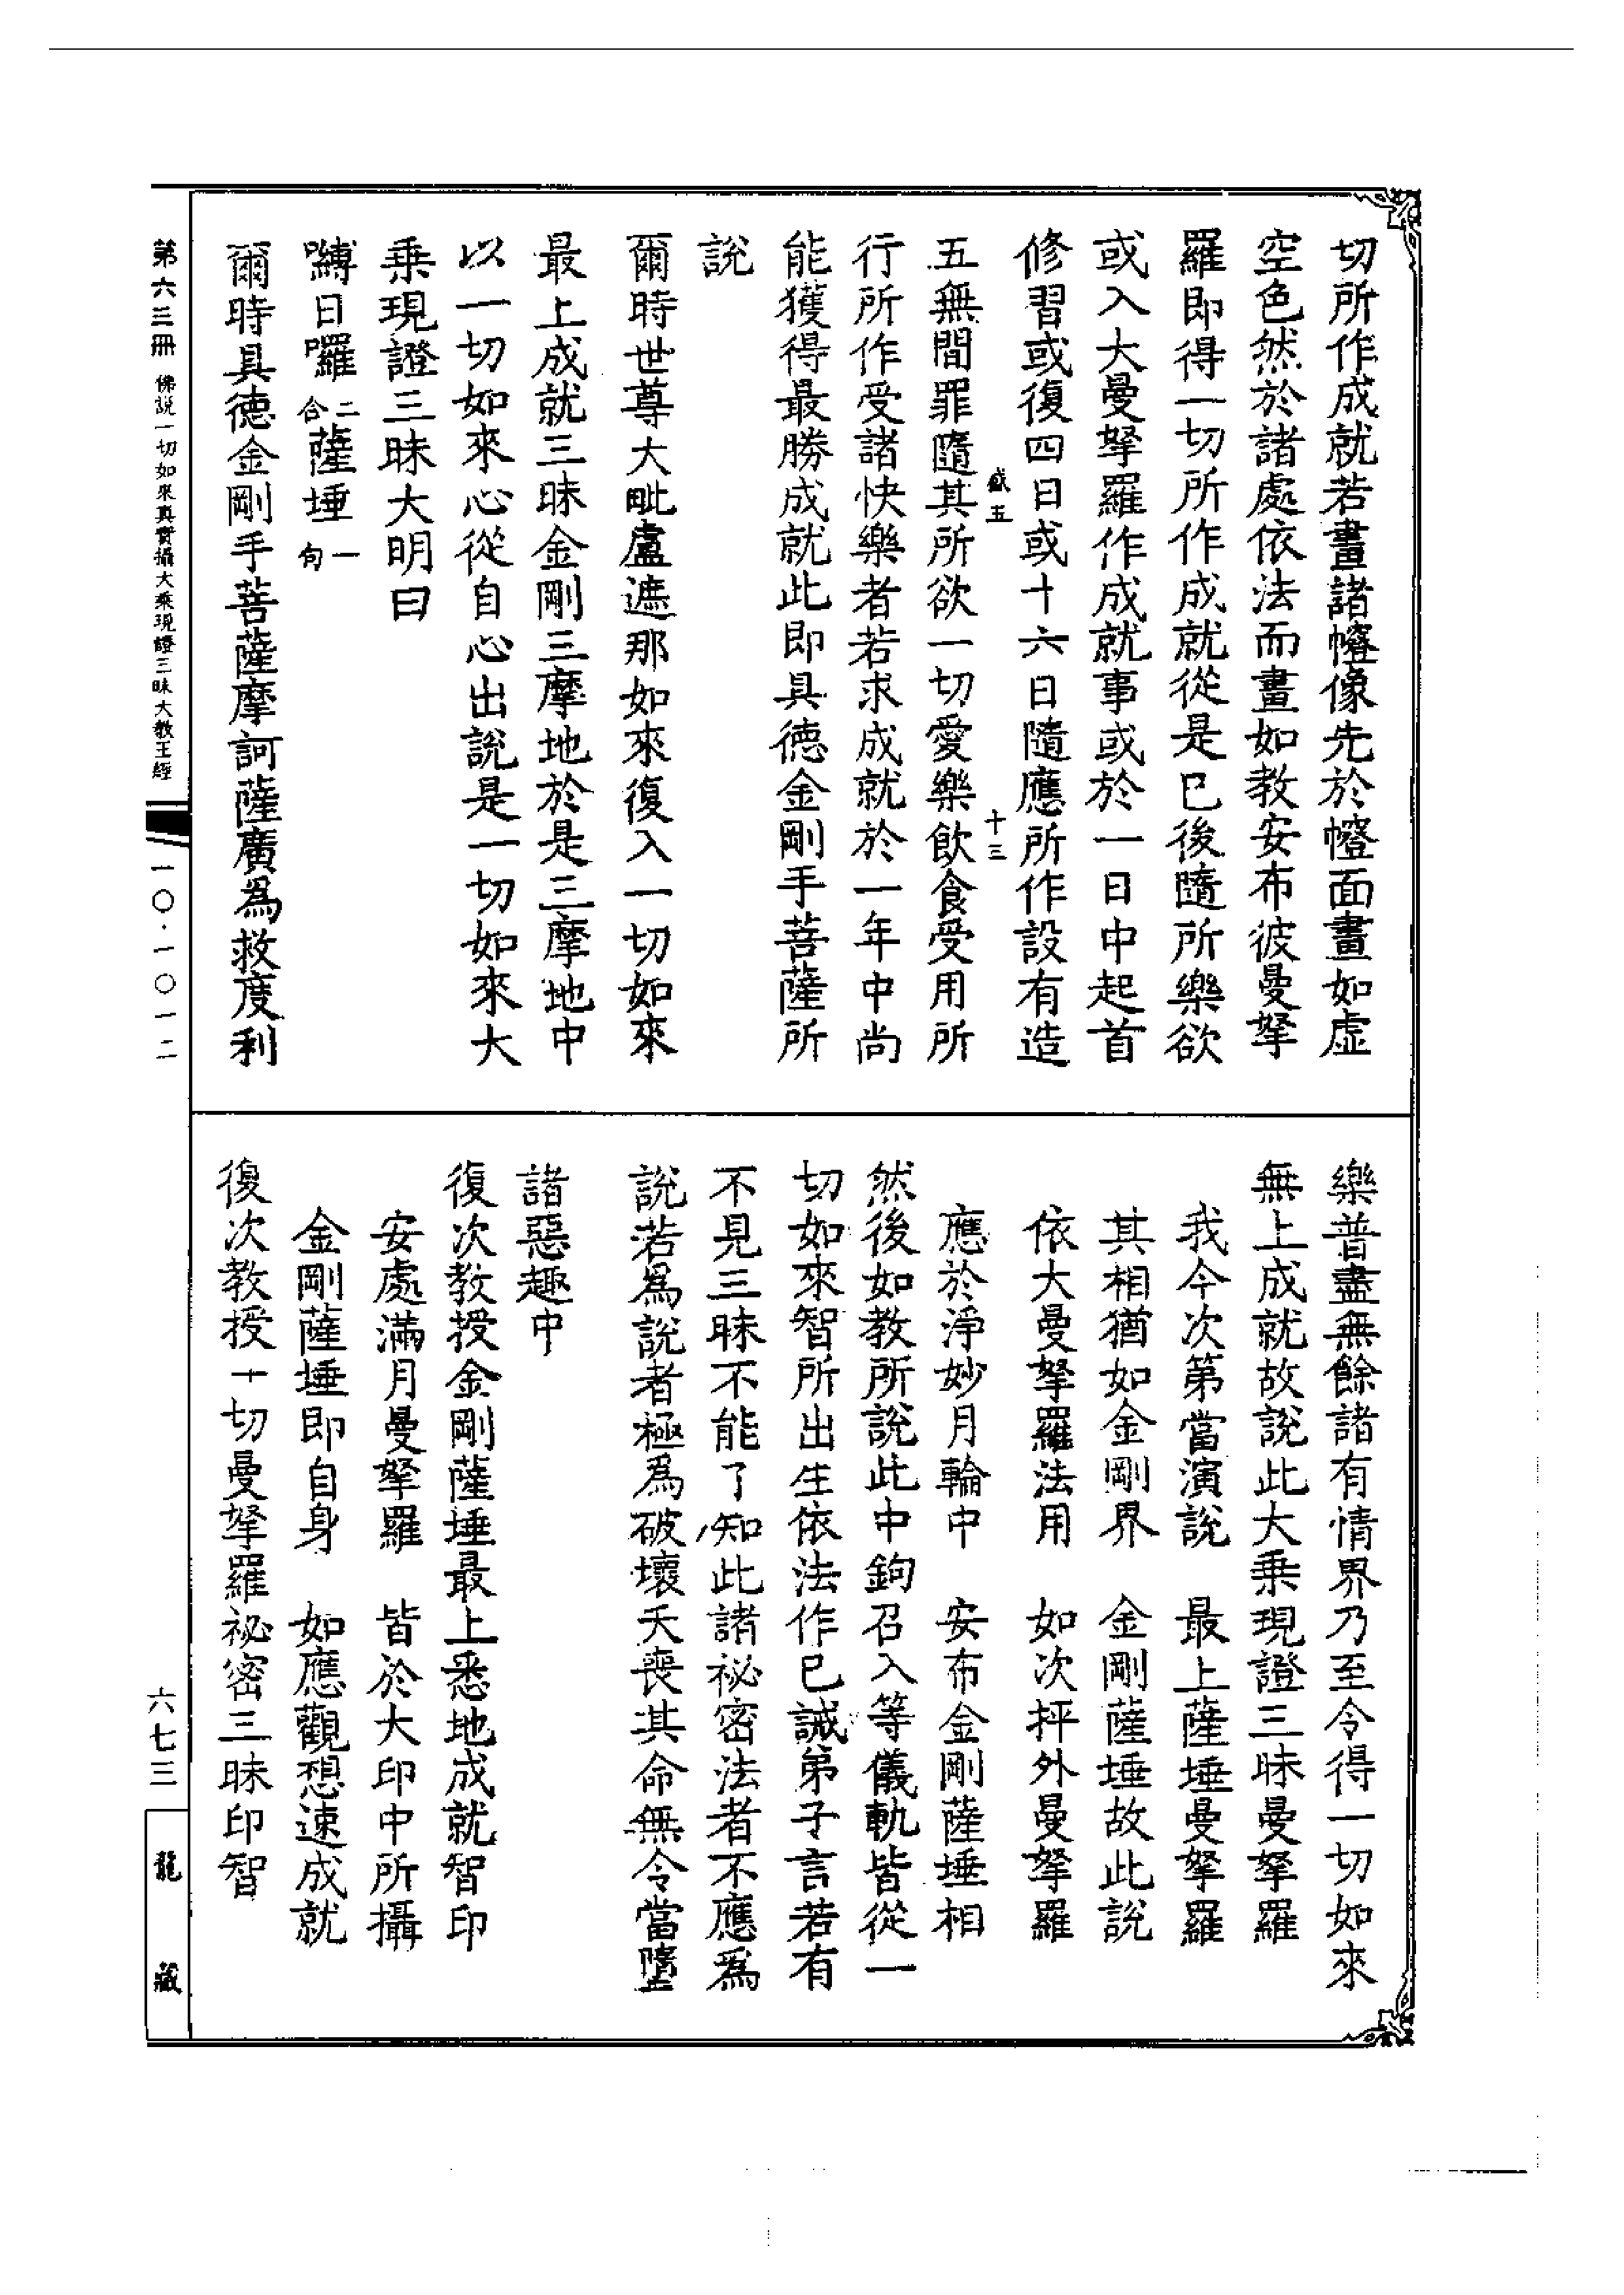 切所作成就若畫諸㡧像先於㡧面畫如虛
空色然於諸處依法而畫如教安布彼曼拏
羅即得一切所作成就從是已後隨所樂欲
或入大曼拏羅作成就事或於一日中起首
修習或復四日或十六日隨應所作設有造
盛五
十三
五無間罪隨其所欲一切愛樂飲食受用所
行所作受諸快樂者若求成就於一年中尚
能獲得最勝成就此即具德金剛手菩薩所
說
爾時世尊大毗盧遮那如來復入一切如來
最上成就三昧金剛三摩地於是三摩地中
以一切如來心從自心出說是一切如來大
乘現證三昧大明曰
嚩日囉二合薩埵一句
爾時具德金剛手菩薩摩訶薩廣為救度利
樂普盡無餘諸有情界乃至令得一切如來
無上成就故說此大乘現證三昧曼拏羅
我今次第當演說　最上薩埵曼拏羅
其相猶如金剛界　金剛薩埵故此說
依大曼拏羅法用　如次抨外曼拏羅
應於淨妙月輪中　安布金剛薩埵相
然後如教所說此中鉤召入等儀軌皆從一
切如來智所出生依法作已誡弟子言若有
不見三昧不能了知此諸祕密法者不應為
說若為說者極為破壞夭喪其命無令當墮
諸惡趣中
復次教授金剛薩埵最上悉地成就智印
安處滿月曼拏羅　皆於大印中所攝
金剛薩埵即自身　如應觀想速成就
復次教授一切曼拏羅祕密三昧印智
第六三冊　佛説一切如來真實攝大乘現證三昧大教王經
一〇·一〇一二
六七三
龍藏